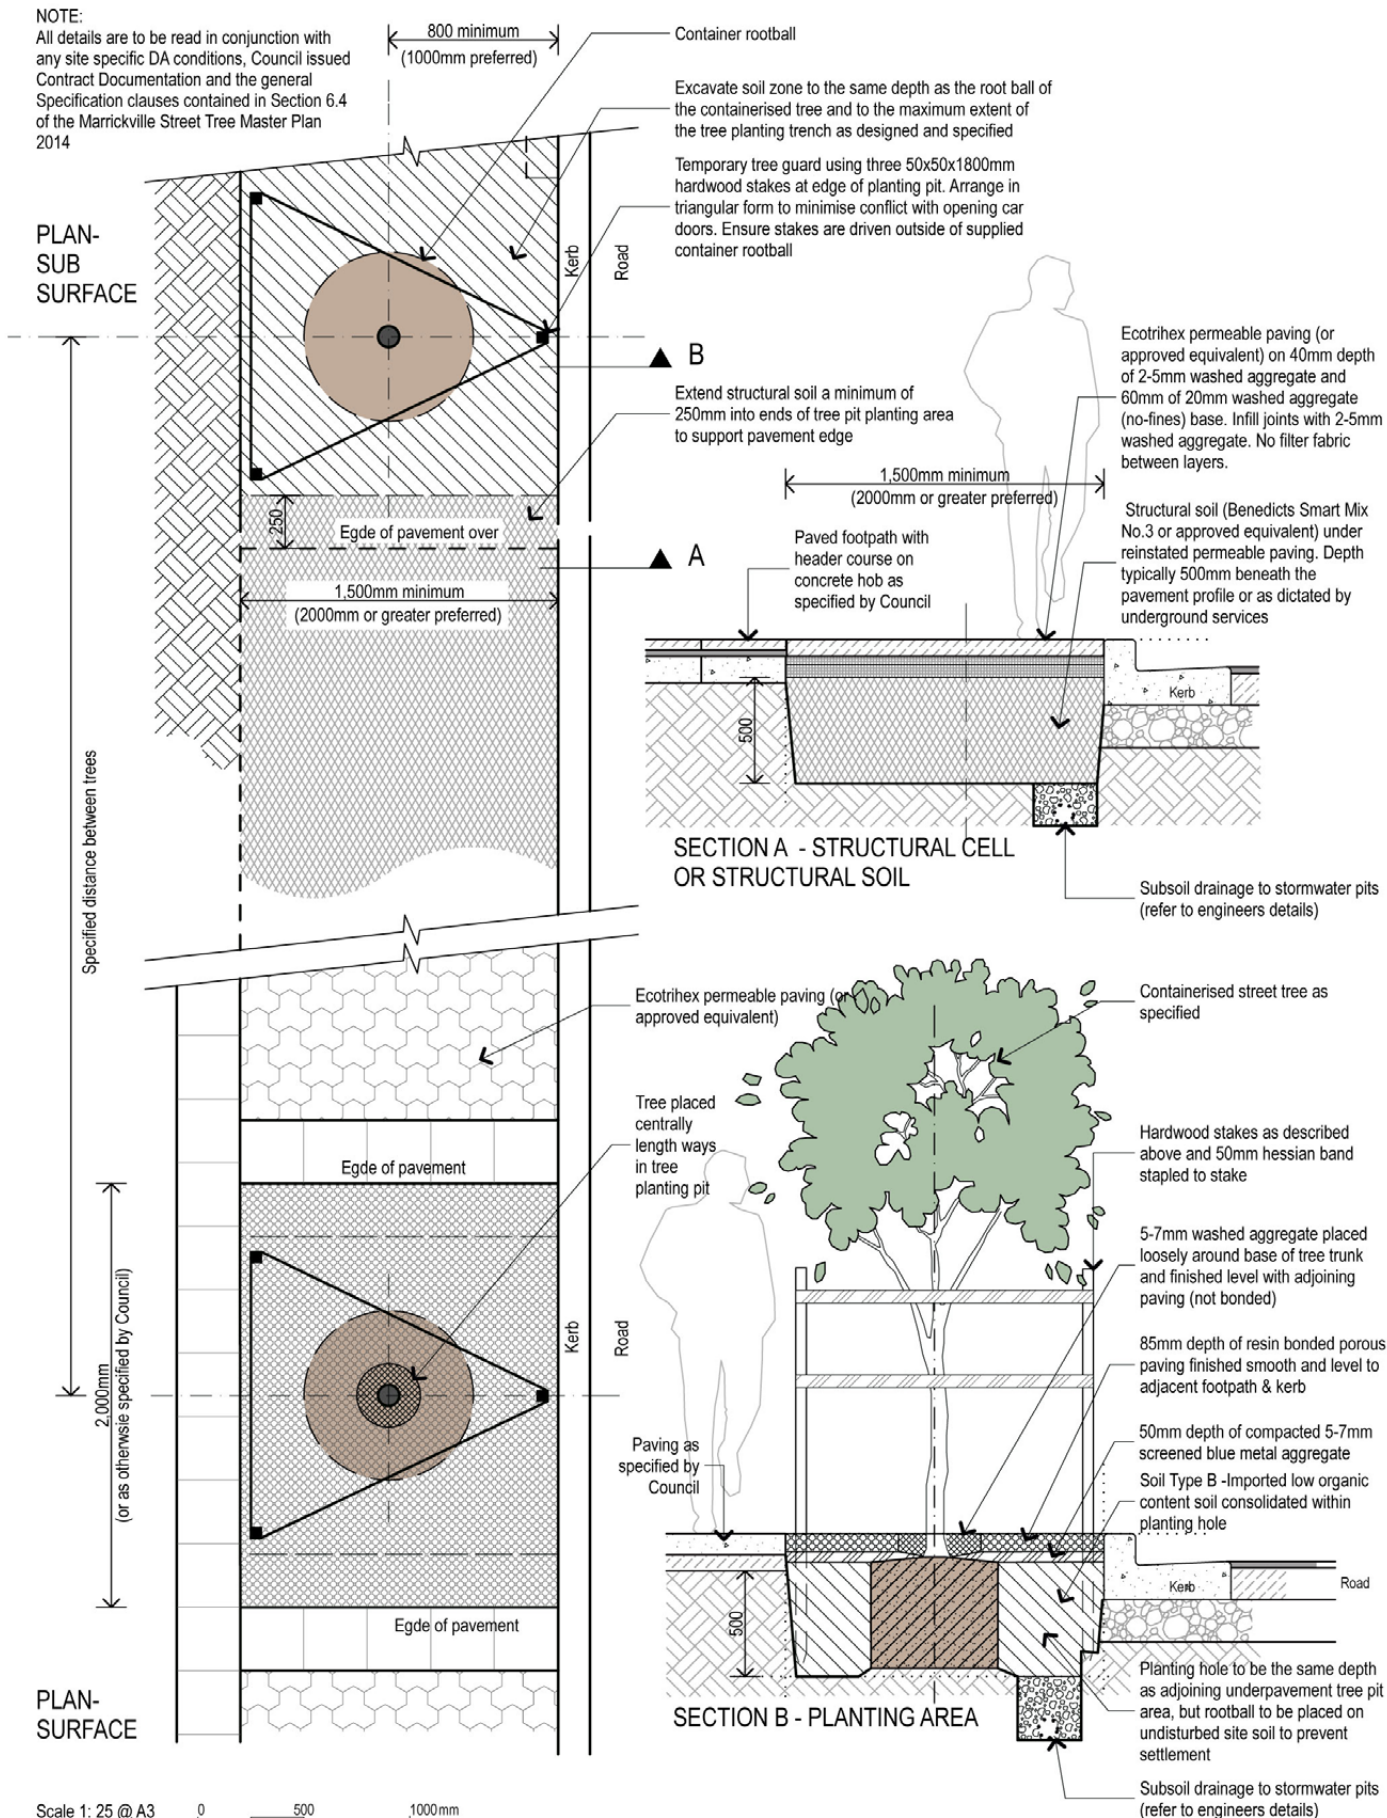 NOTE:
All details are to be read in conjunction with
any site specific DA conditions, Council issued
Contract Documentation and the general
Specification clauses contained in Section 6.4
of the Marrickville Street Tree Master Plan
2014
800 minimum
(1000mm preferred)
Container rootball
Excavate soil zone to the same depth as the root ball of
the containerised tree and to the maximum extent of
the tree planting trench as designed and specified
Temporary tree guard using three 50x50x1800mm
hardwood stakes at edge of planting pit. Arrange in
triangular form to minimise conflict with opening car
doors. Ensure stakes are driven outside of supplied
container rootball
PLAN-
SUB
SURFACE
Kerb
Road
B
Extend structural soil a minimum of
250mm into ends of tree pit planting area
to support pavement edge
250
Egde of pavement over
A
1,500mm minimum
(2000mm or greater preferred)
Specified distance between trees
Ecotrihex permeable paving (or
approved equivalent) on 40mm depth
of 2-5mm washed aggregate and
60mm of 20mm washed aggregate
(no-fines) base. Infill joints with 2-5mm
washed aggregate. No filter fabric
between layers.
1,500mm minimum
(2000mm or greater preferred)
Paved footpath with
header course on
concrete hob as
specified by Council
Structural soil (Benedicts Smart Mix
No.3 or approved equivalent) under
reinstated permeable paving. Depth
typically 500mm beneath the
pavement profile or as dictated by
underground services
Kerb
500
SECTION A - STRUCTURAL CELL
OR STRUCTURAL SOIL
Subsoil drainage to stormwater pits
(refer to engineers details)
Ecotrihex permeable paving (or
approved equivalent)
Containerised street tree as
specified
Tree placed
centrally
length ways
in tree
planting pit
Egde of pavement
Hardwood stakes as described
above and 50mm hessian band
stapled to stake
5-7mm washed aggregate placed
loosely around base of tree trunk
and finished level with adjoining
paving (not bonded)
2,000mm
(or as otherwsie specified by Council)
Kerb
Road
85mm depth of resin bonded porous
paving finished smooth and level to
adjacent footpath & kerb
Paving as
specified by
Council
50mm depth of compacted 5-7mm
screened blue metal aggregate
Soil Type B -Imported low organic
content soil consolidated within
planting hole
Kerb
Road
500
Egde of pavement
PLAN-
SURFACE
SECTION B - PLANTING AREA
Planting hole to be the same depth
as adjoining underpavement tree pit
area, but rootball to be placed on
undisturbed site soil to prevent
settlement
Subsoil drainage to stormwater pits
(refer to engineers details)
Scale 1: 25 @ A3
0 500 1000mm